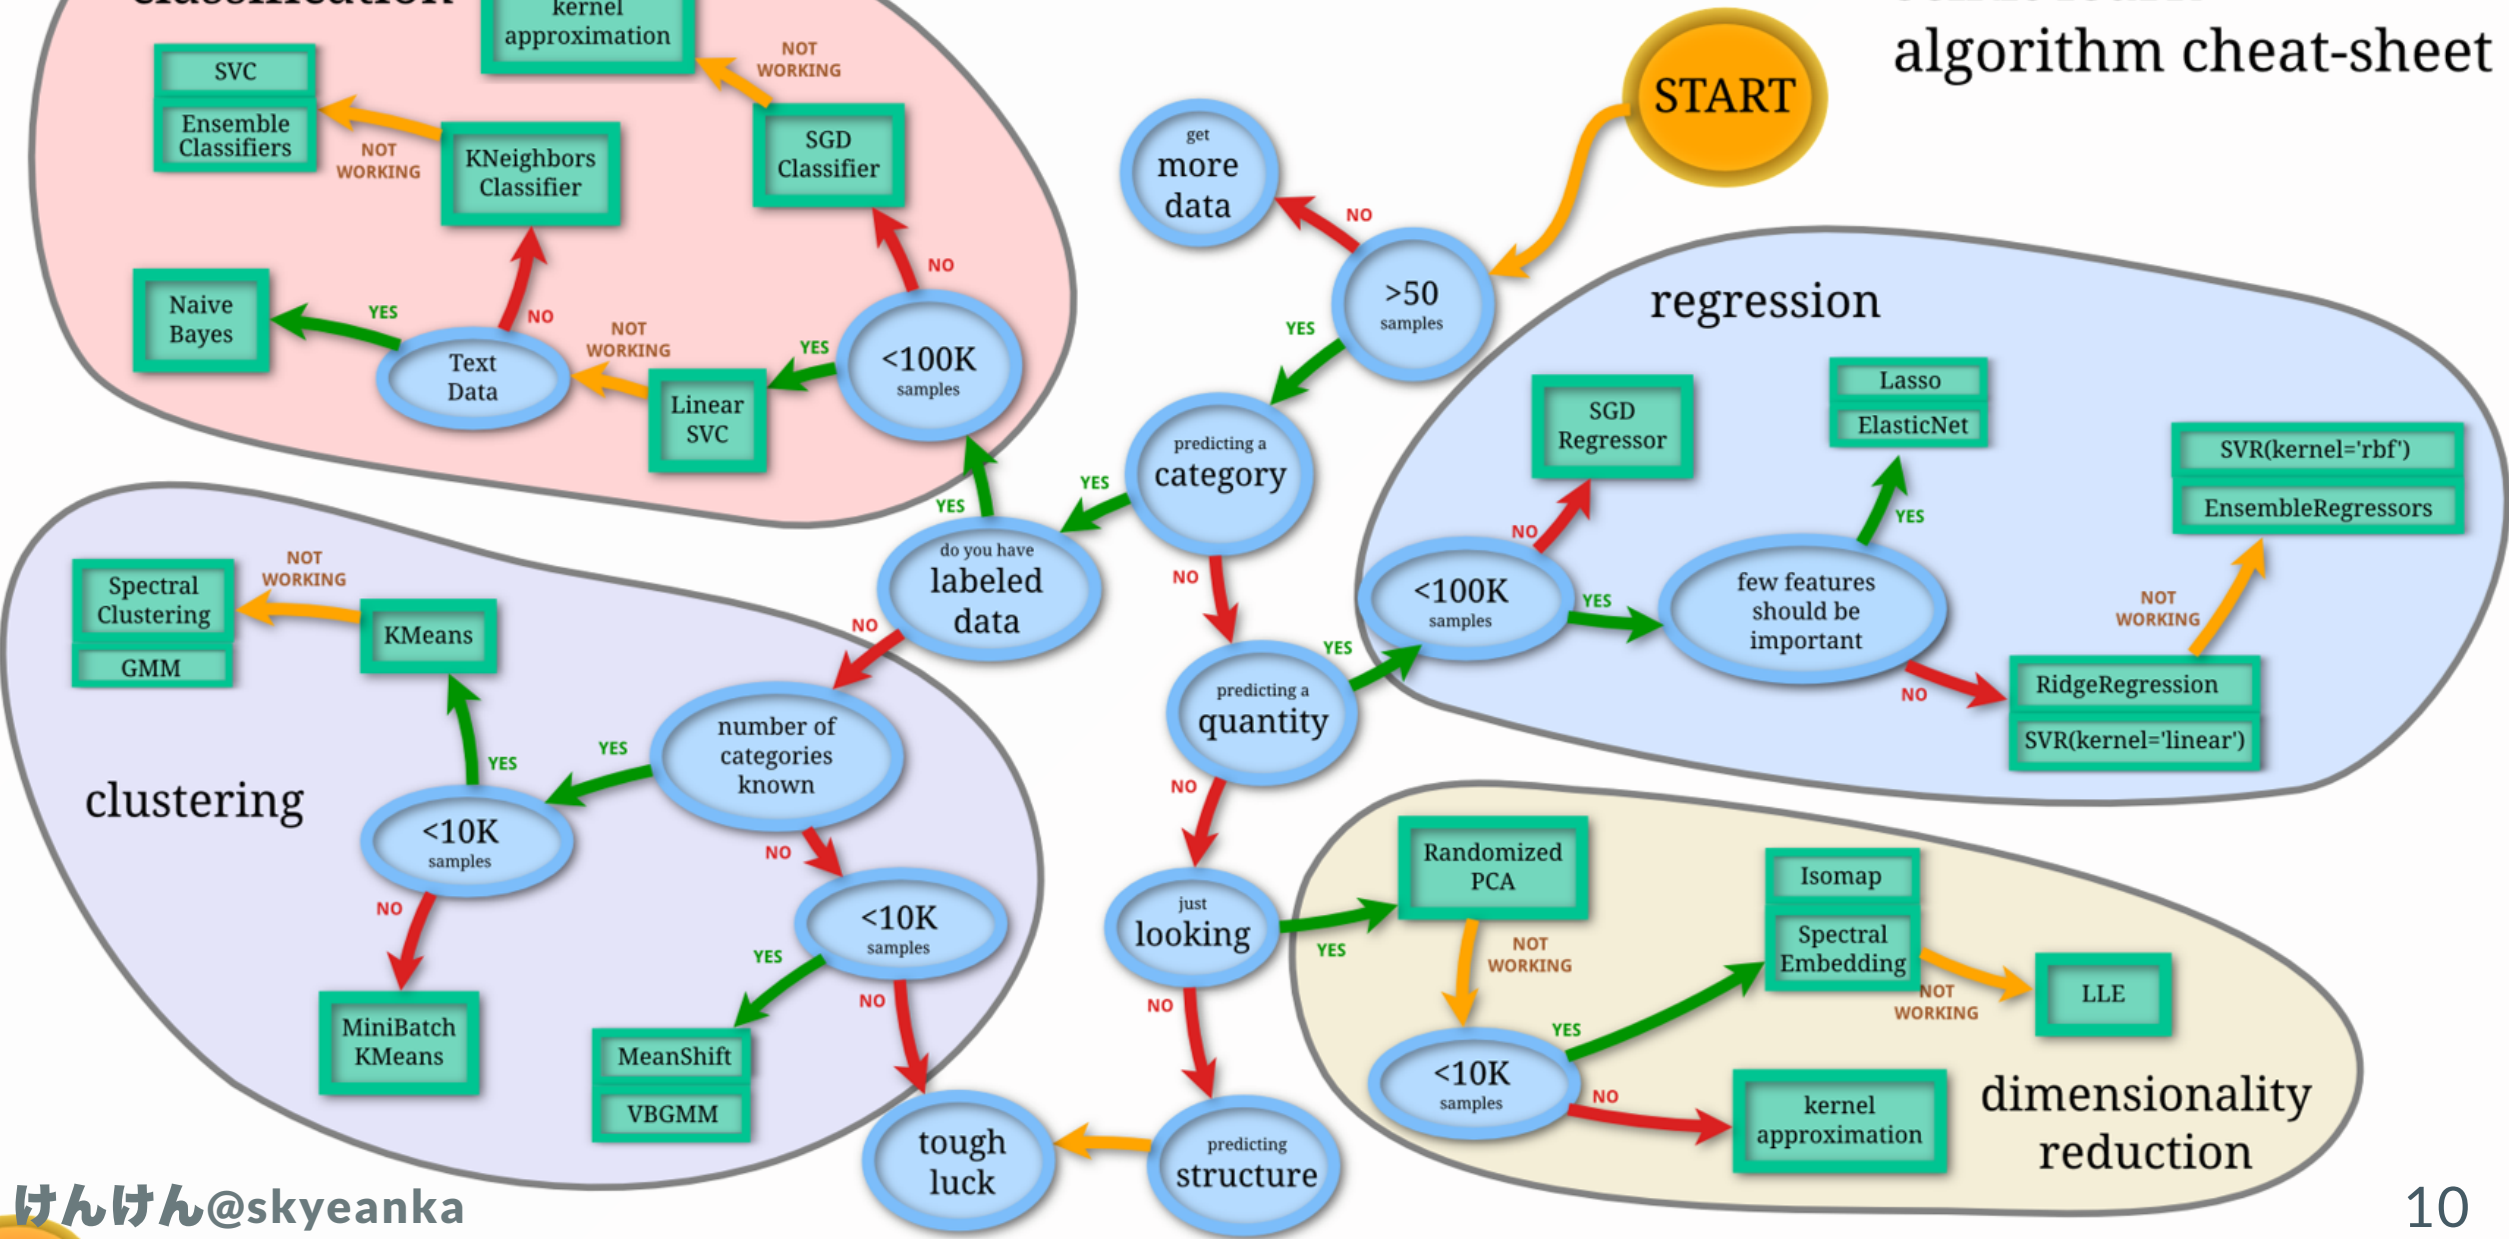 classification
kernel
approximation
NOT
WORKING
SVC
Ensemble
Classifiers
NOT
WORKING
KNeighbors
Classifier
SGD
Classifier
NO
Naive
Bayes
YES
NO
Text
Data
NOT
WORKING
Linear
SVC
YES
<100K
samples
YES
algorithm cheat-sheet
START
get
more
data
NO
>50
samples
YES
predicting a
category
YES
NO
do you have
labeled
data
NO
predicting a
quantity
YES
NO
just
looking
YES
NO
predicting
structure
tough
luck
regression
SGD
Regressor
NO
<100K
samples
YES
Lasso
ElasticNet
YES
few features
should be
important
NO
SVR(kernel='rbf')
EnsembleRegressors
NOT
WORKING
RidgeRegression
SVR(kernel='linear')
clustering
Spectral
Clustering
GMM
NOT
WORKING
KMeans
YES
<10K
samples
NO
MiniBatch
KMeans
number of
categories
known
YES
NO
<10K
samples
YES
NO
MeanShift
VBGMM
Randomized
PCA
NOT
WORKING
<10K
samples
YES
NO
Isomap
Spectral
Embedding
NOT
WORKING
LLE
kernel
approximation
dimensionality
reduction
けんけん@skyeanka
10